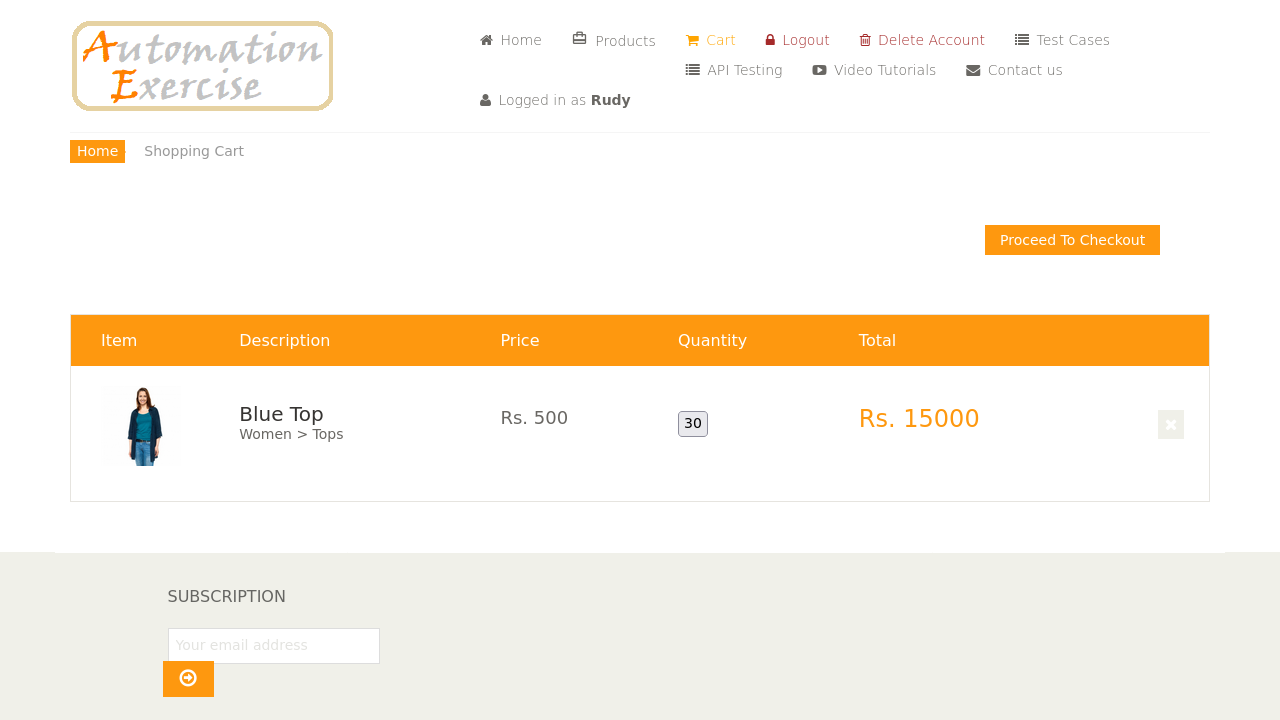 Automation
Exercise
Home
Products
Cart
Logout
Delete Account
Test Cases
API Testing
Video Tutorials
Contact us
Logged in as Rudy
Home
Shopping Cart
Proceed To Checkout
Item Description Price Quantity Total
Blue Top
Women > Tops
Rs. 500
30
Rs. 15000
SUBSCRIPTION
Your email address